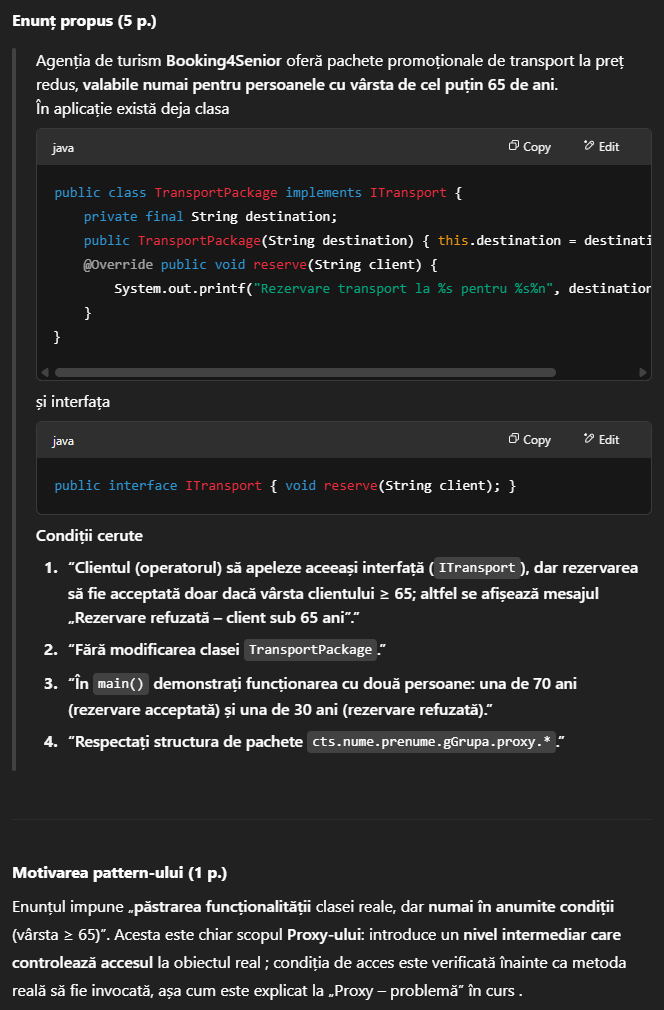 Enunț propus (5 p.)
Agenția de turism Booking4Senior oferă pachete promoționale de transport la preț
redus, valabile numai pentru persoanele cu vârsta de cel puțin 65 de ani.
În aplicație există deja clasa
java
Copy
Edit
public class TransportPackage implements ITransport {
    private final String destination;
    public TransportPackage(String destination) { this.destination = destinati
    @Override public void reserve(String client) {
        System.out.printf("Rezervare transport la %s pentru %s%n", destination
    }
}
și interfața
java
Copy
Edit
public interface ITransport { void reserve(String client); }
Condiții cerute
1. “Clientul (operatorul) să apeleze aceeași interfață (ITransport), dar rezervarea
să fie acceptată doar dacă vârsta clientului ≥ 65; altfel se afișează mesajul
„Rezervare refuzată – client sub 65 ani”.”
2. “Fără modificarea clasei TransportPackage.”
3. “În main() demonstrați funcționarea cu două persoane: una de 70 ani
(rezervare acceptată) și una de 30 ani (rezervare refuzată).”
4. “Respectați structura de pachete cts.nume.prenume.gGrupa.proxy.*.”
Motivarea pattern-ului (1 p.)
Enunțul impune „păstrarea funcționalității clasei reale, dar numai în anumite condiții
(vârsta ≥ 65)”. Acesta este chiar scopul Proxy-ului: introduce un nivel intermediar care
controlează accesul la obiectul real ; condiția de acces este verificată înainte ca metoda
reală să fie invocată, așa cum este explicat la „Proxy – problemă” în curs .